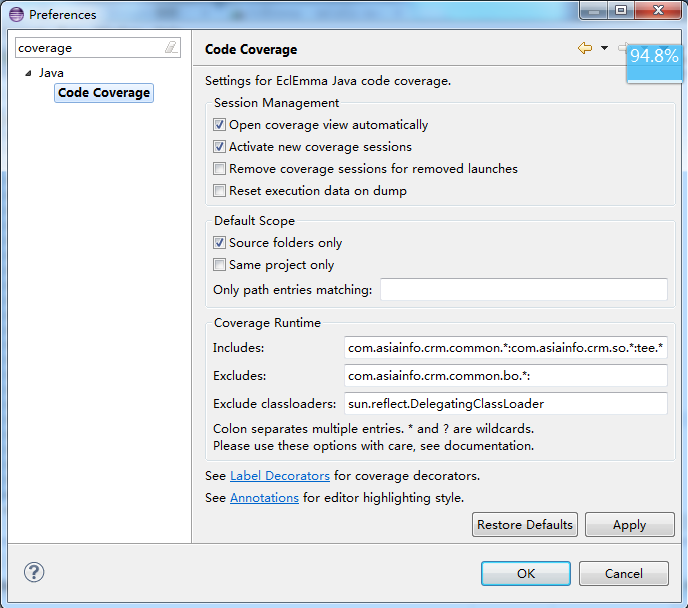 Preferences
coverage
Java
Code Coverage
Code Coverage
94.8%
Settings for EclEmma Java code coverage.
Session Management
Open coverage view automatically
Activate new coverage sessions
Remove coverage sessions for removed launches
Reset execution data on dump
Default Scope
Source folders only
Same project only
Only path entries matching:
Coverage Runtime
Includes: com.asiainfo.crm.common.*:com.asiainfo.crm.so.*:tee.*
Excludes: com.asiainfo.crm.common.bo.*:
Exclude classloaders: sun.reflect.DelegatingClassLoader
Colon separates multiple entries. * and ? are wildcards.
Please use these options with care, see documentation.
See Label Decorators for coverage decorators.
See Annotations for editor highlighting style.
Restore Defaults Apply
? OK Cancel